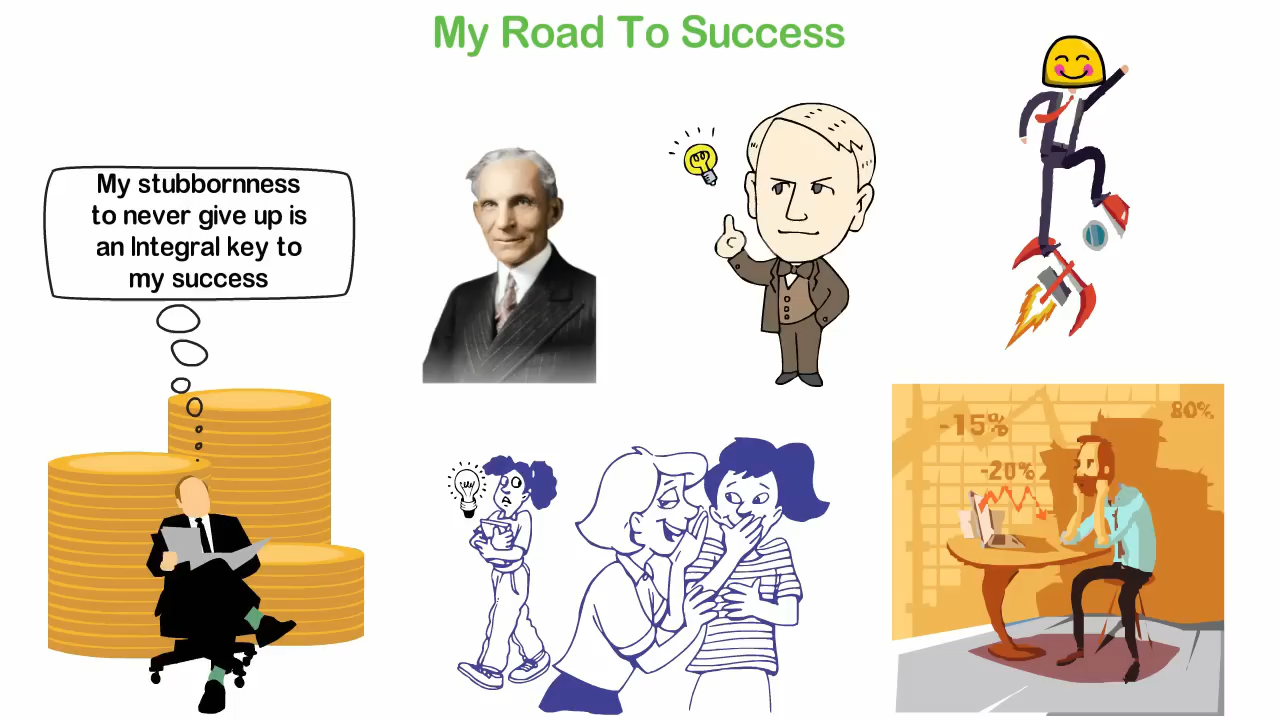 My Road To Success
My stubbornness
to never give up is
an Integral key to
my success
-15%
80%
-20%